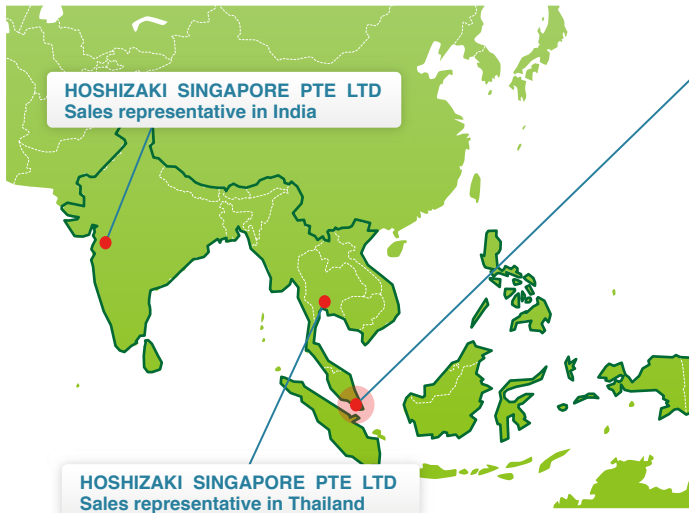 HOSHIZAKI SINGAPORE PTE LTD
Sales representative in India
HOSHIZAKI SINGAPORE PTE LTD
Sales representative in Thailand